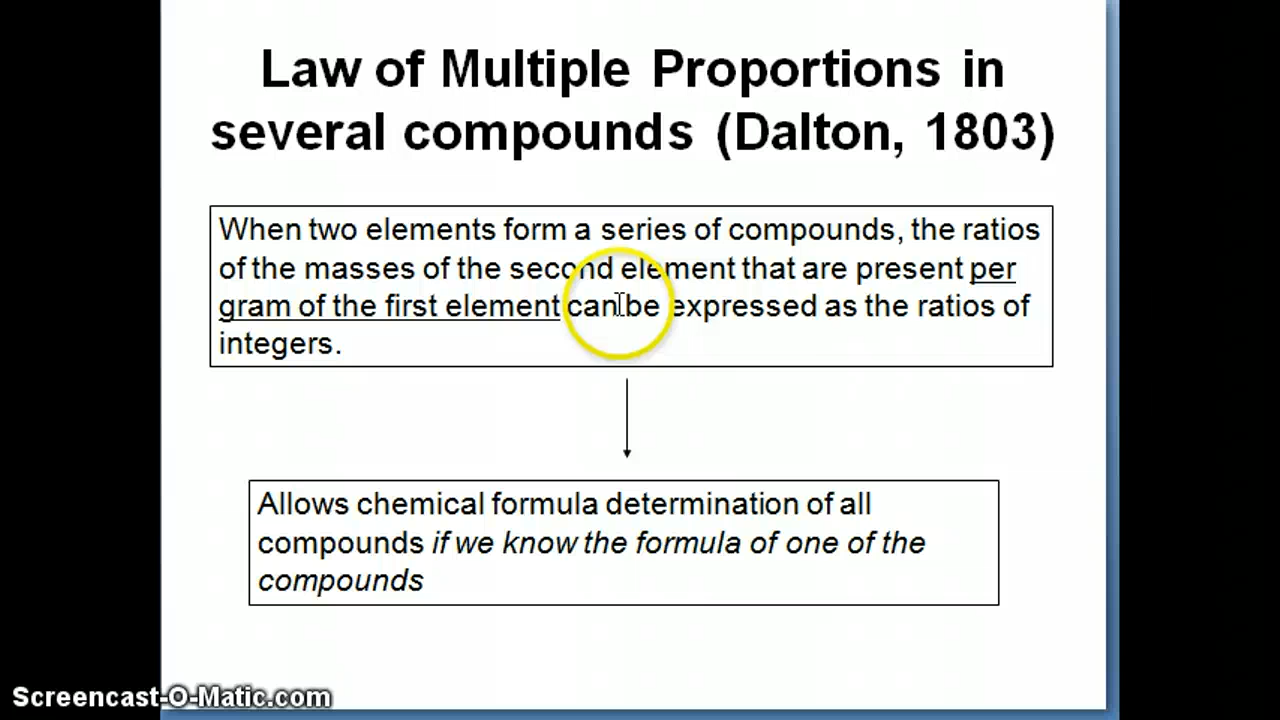 Law of Multiple Proportions in
several compounds (Dalton, 1803)
When two elements form a series of compounds, the ratios
of the masses of the second element that are present per
gram of the first element can be expressed as the ratios of
integers.
Allows chemical formula determination of all
compounds if we know the formula of one of the
compounds
Screencast-O-Matic.com